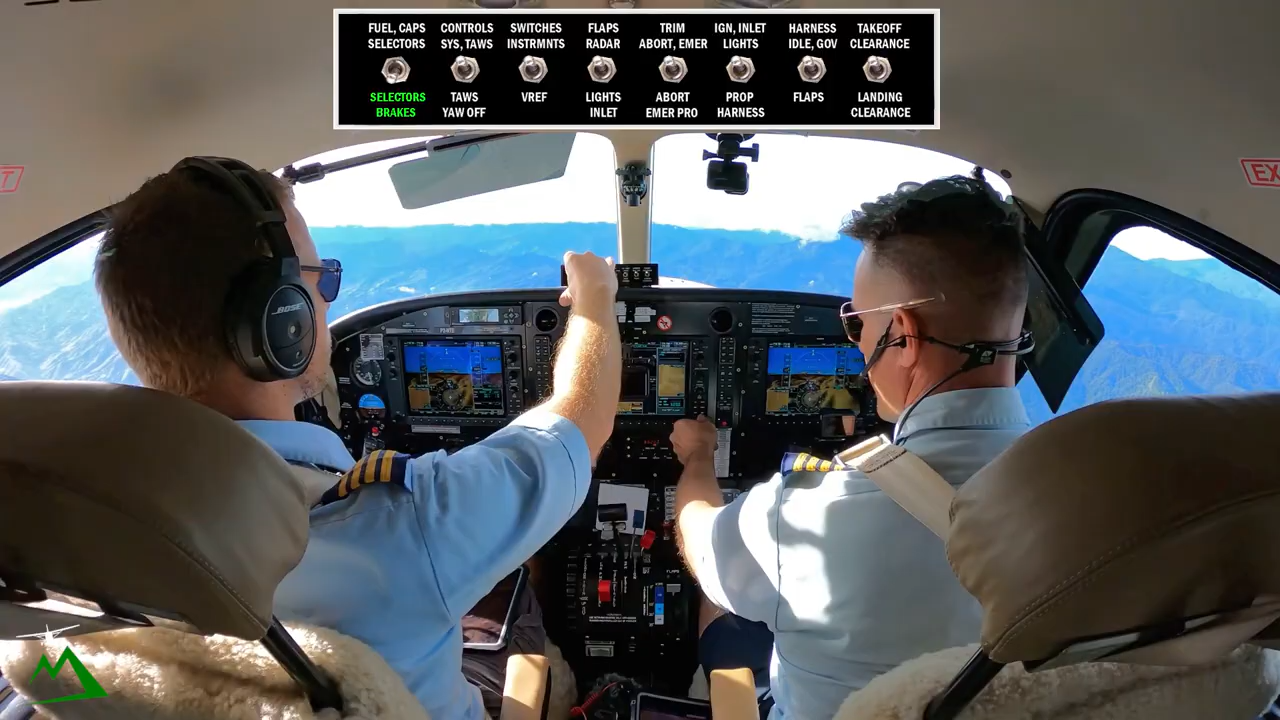 FUEL, CAPS
SELECTORS
CONTROLS
SYS, TAWS
SWITCHES
INSTRMNTS
FLAPS
RADAR
TRIM
ABORT, EMER
IGN, INLET
LIGHTS
HARNESS
IDLE, GOV
TAKEOFF
CLEARANCE
SELECTORS
BRAKES
TAWS
YAW OFF
VREF
LIGHTS
INLET
ABORT
EMER PRO
PROP
HARNESS
FLAPS
LANDING
CLEARANCE
BOSE